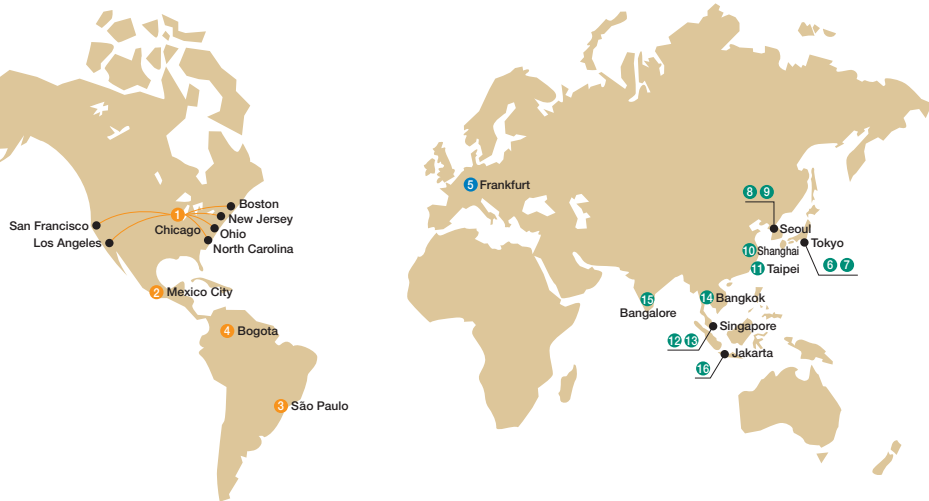 Boston
1
New Jersey
San Francisco
Chicago
Ohio
Los Angeles
North Carolina
2 Mexico City
4 Bogota
3 São Paulo
5 Frankfurt
8 9
Seoul
Tokyo
10 Shanghai
6 7
11 Taipei
15
Bangalore
14 Bangkok
Singapore
12 13
Jakarta
16